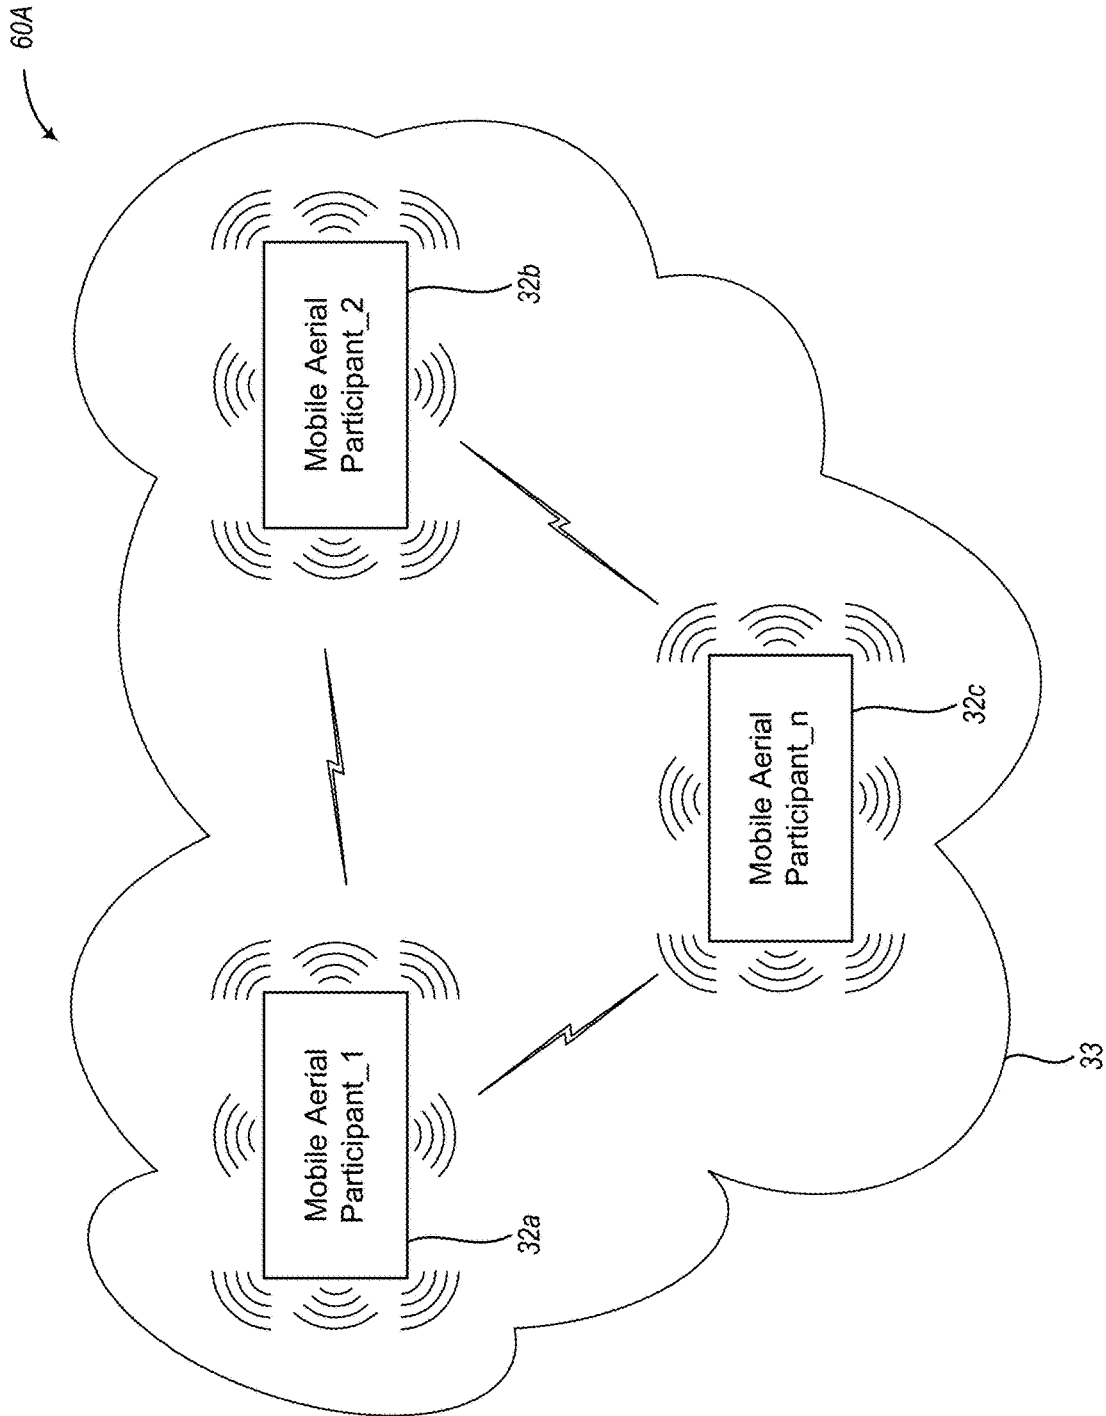 60A
Mobile Aerial
Participant_1
32a
Mobile Aerial
Participant_2
32b
Mobile Aerial
Participant_n
32c
33